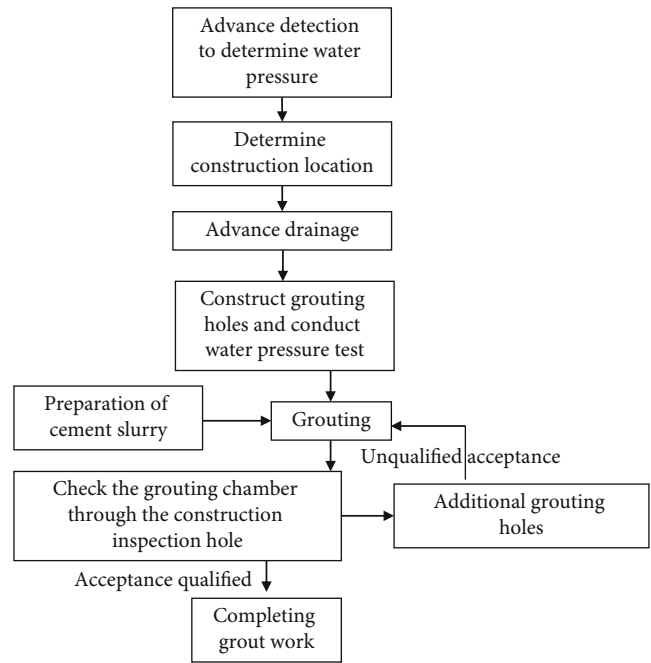 Advance detection
to determine water
pressure
Determine
construction location
Advance drainage
Construct grouting
holes and conduct
water pressure test
Preparation of
cement slurry
Grouting
Unqualified acceptance
Check the grouting chamber
through the construction
inspection hole
Additional grouting
holes
Acceptance qualified
Completing
grout work